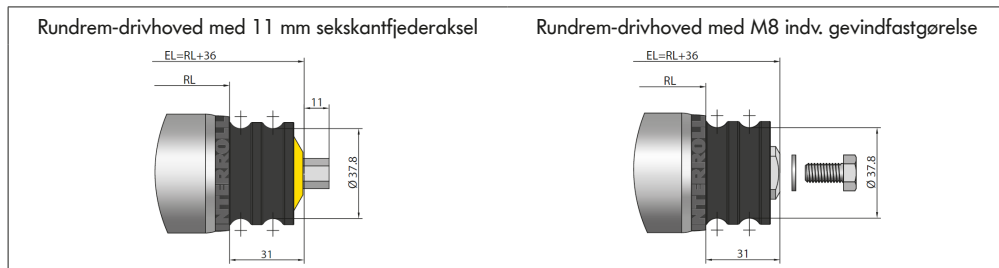 Rundrem-drivhoved med 11 mm sekskantfjederaksel
EL=RL+36
RL
11
Ø 37.8
31
INTERROLL
Rundrem-drivhoved med M8 indv. gevindfastgørelse
EL=RL+36
RL
Ø 37.8
31